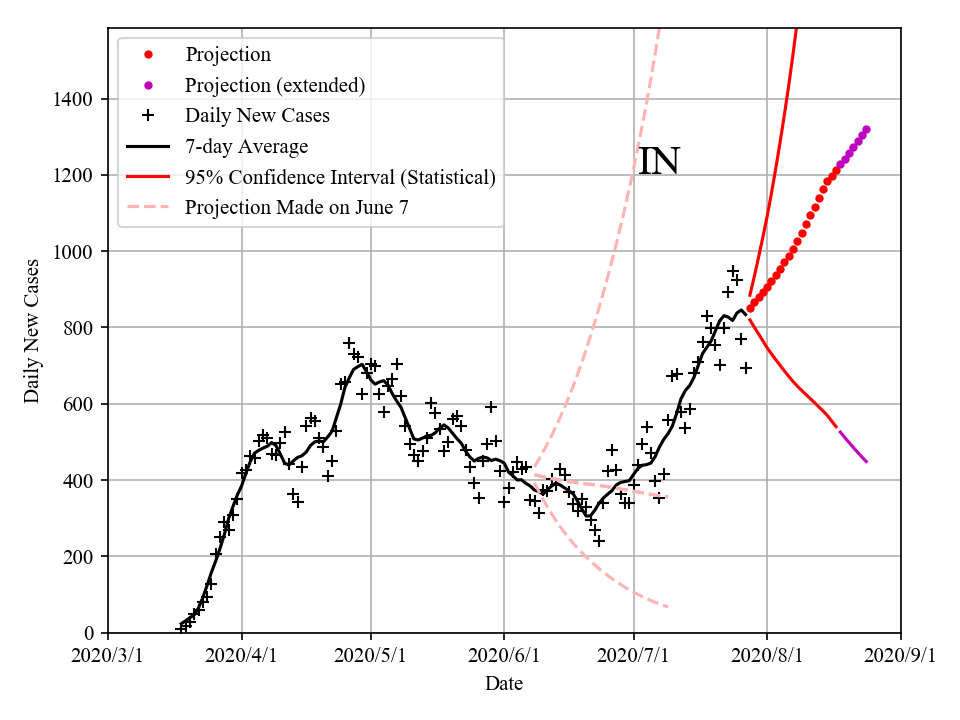 Projection
Projection (extended)
Daily New Cases
7-day Average
95% Confidence Interval (Statistical)
Projection Made on June 7
IN
1400
1200
1000
800
600
400
200
0
Daily New Cases
2020/3/1 2020/4/1 2020/5/1 2020/6/1 2020/7/1 2020/8/1 2020/9/1
Date